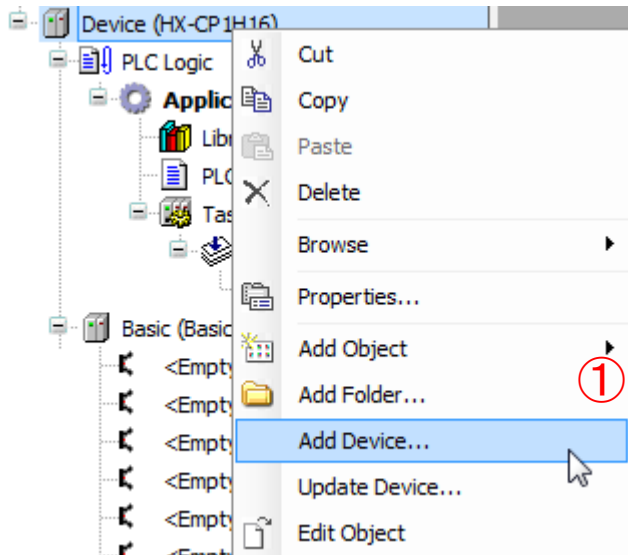 Device (HX-CP1H16)
PLC Logic
Cut
Copy
Paste
Delete
Browse
Properties...
Basic (Basic
Add Object
①
<Empty
Add Folder...
<Empty
Add Device...
<Empty
Update Device...
<Empty
Edit Object
<Empty